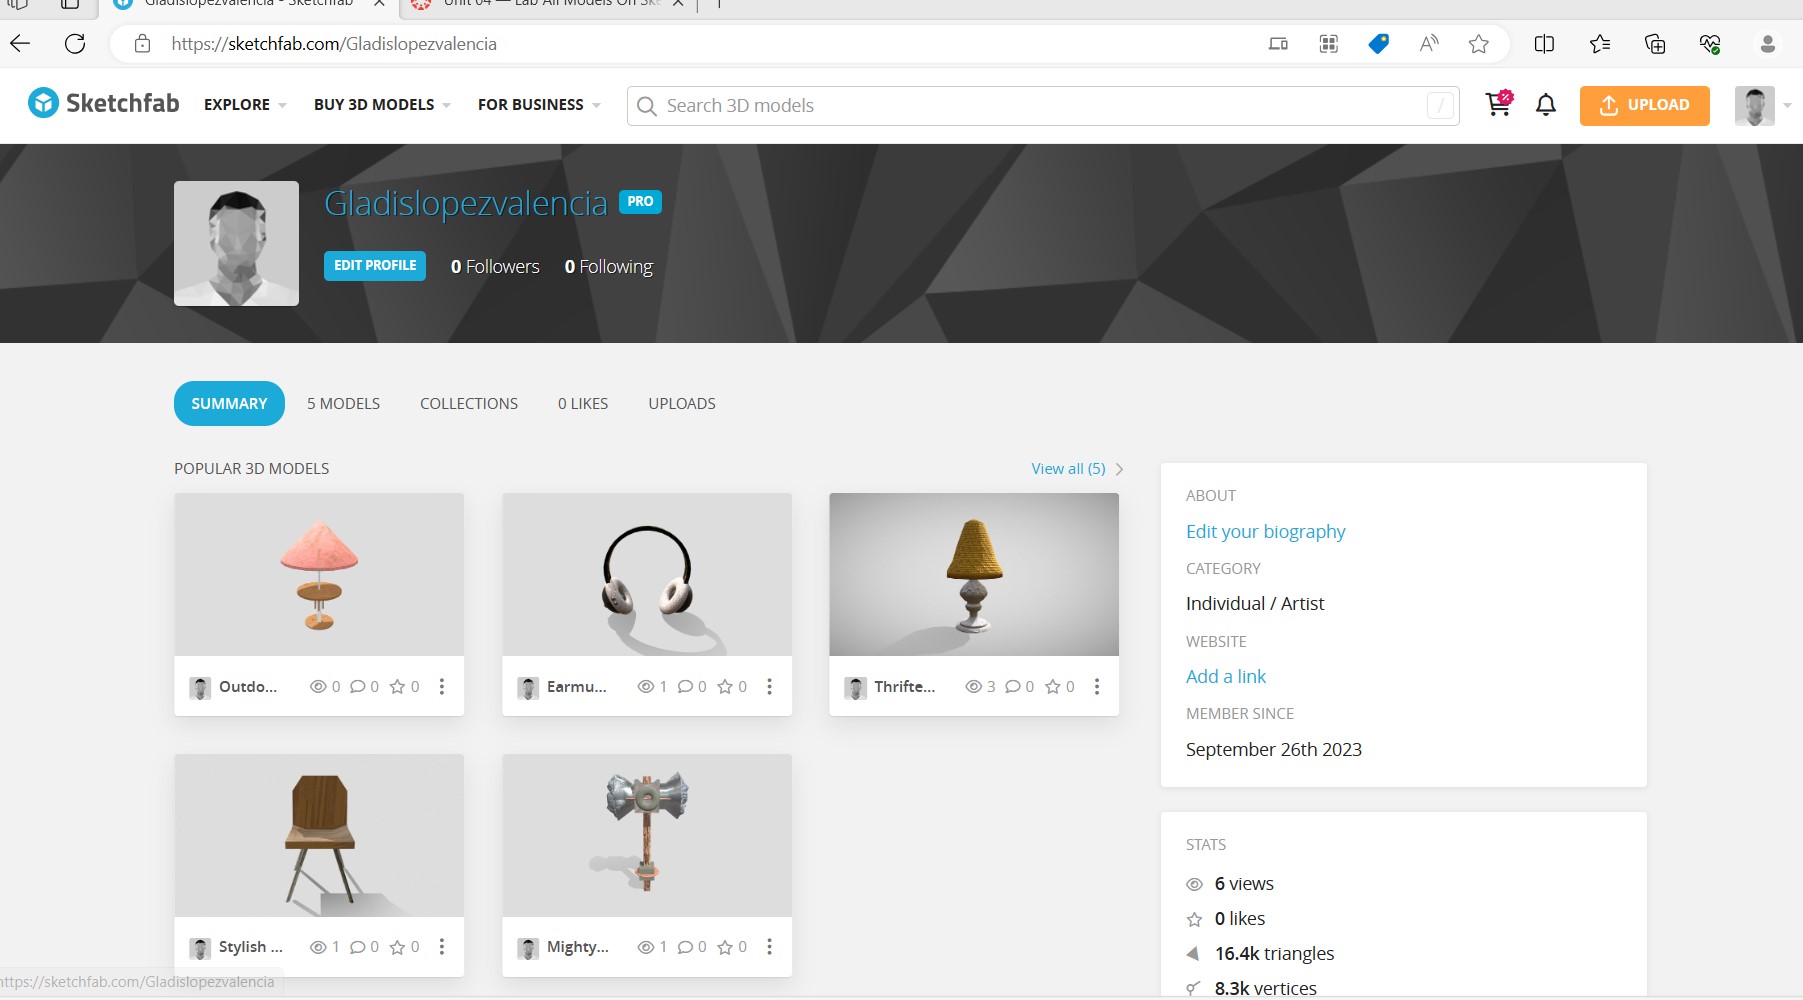 Gladislopezvalencia - Sketchfab
Unit 04 — Lab All Models On Ske
https://sketchfab.com/Gladislopezvalencia
Sketchfab EXPLORE BUY 3D MODELS FOR BUSINESS Search 3D models / UPLOAD
Gladislopezvalencia PRO
EDIT PROFILE 0 Followers 0 Following
SUMMARY 5 MODELS COLLECTIONS 0 LIKES UPLOADS
POPULAR 3D MODELS View all (5)
Outdo... 0 0 0
Earmu... 1 0 0
Thrifte... 3 0 0
Stylish ... 1 0 0
Mighty... 1 0 0
ABOUT
Edit your biography
CATEGORY
Individual / Artist
WEBSITE
Add a link
MEMBER SINCE
September 26th 2023
STATS
6 views
0 likes
16.4k triangles
8.3k vertices
https://sketchfab.com/Gladislopezvalencia